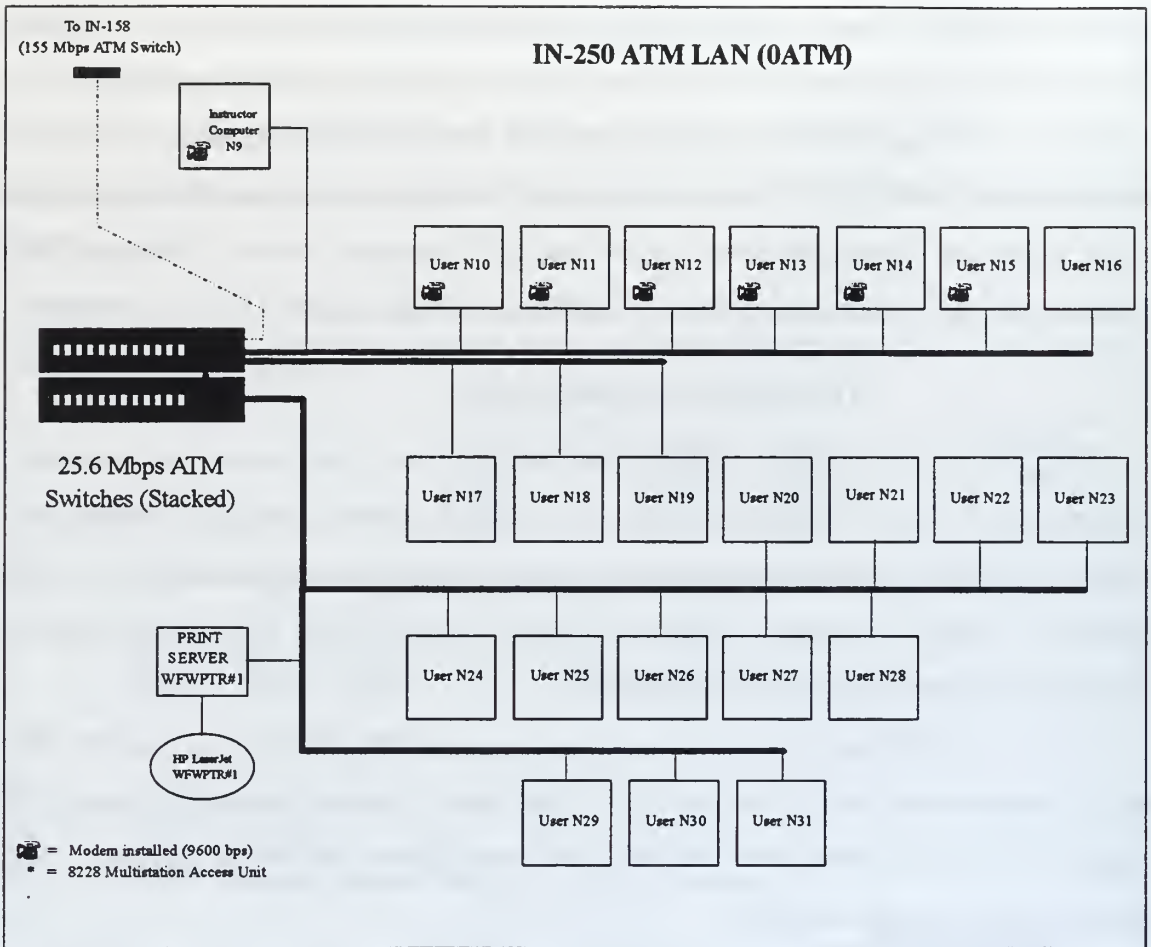 To IN-158
(155 Mbps ATM Switch)
IN-250 ATM LAN (0ATM)
Instructor
Computer
N9
User N10
User N11
User N12
User N13
User N14
User N15
User N16
25.6 Mbps ATM
Switches (Stacked)
User N17
User N18
User N19
User N20
User N21
User N22
User N23
PRINT
SERVER
WFWPTR#1
User N24
User N25
User N26
User N27
User N28
HP LaserJet
WFWPTR#1
User N29
User N30
User N31
= Modem installed (9600 bps)
* = 8228 Multistation Access Unit